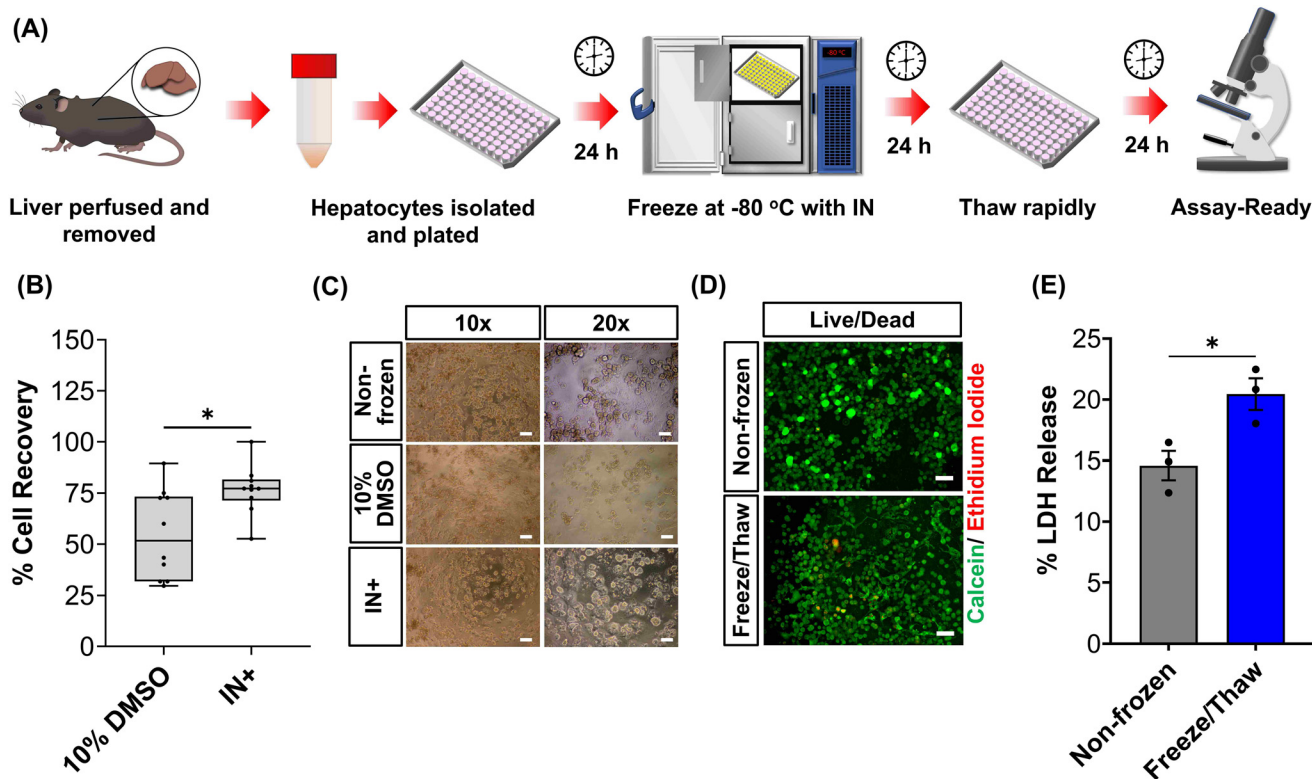 (A)
-80 °C
24 h
24 h
24 h
Liver perfused and
removed
Hepatocytes isolated
and plated
Freeze at -80 °C with IN
Thaw rapidly
Assay-Ready
(B)
% Cell Recovery
150
125
100
75
50
25
0
*
10% DMSO
IN+
(C)
10x
20x
Non-
frozen
10%
DMSO
IN+
(D)
Live/Dead
Non-frozen
Freeze/Thaw
Calcein/ Ethidium Iodide
(E)
% LDH Release
25
20
15
10
5
0
*
Non-frozen
Freeze/Thaw